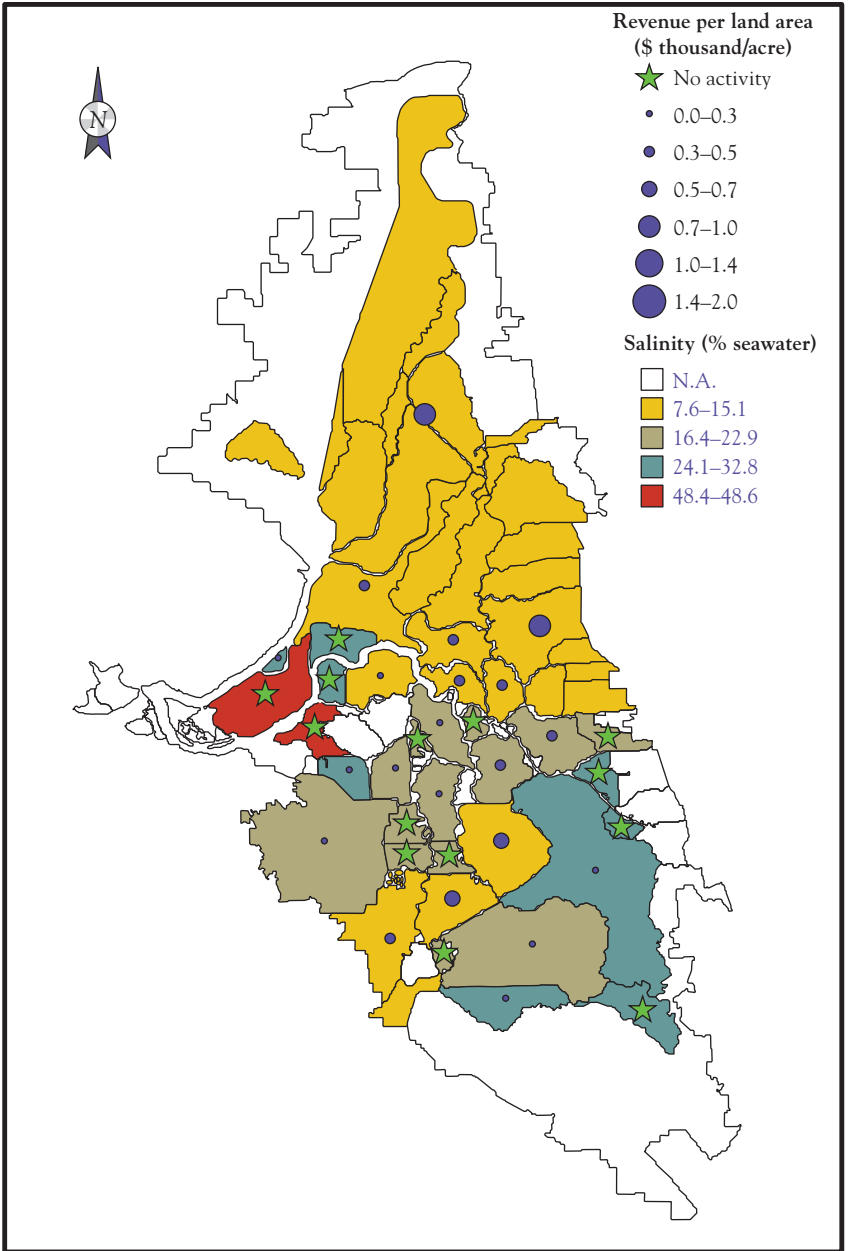 Revenue per land area
($ thousand/acre)
No activity
0.0–0.3
0.3–0.5
0.5–0.7
0.7–1.0
1.0–1.4
1.4–2.0
Salinity (% seawater)
N.A.
7.6–15.1
16.4–22.9
24.1–32.8
48.4–48.6
N